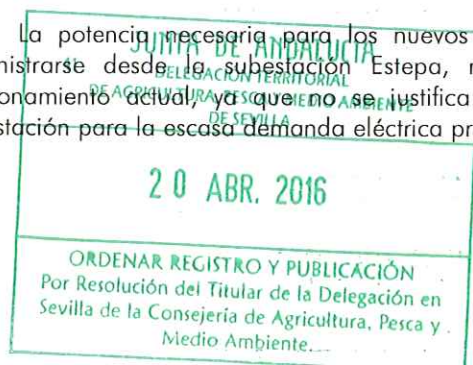 La potencia necesaria para los nuevos
nistrarse desde la subestación Estepa,
onamiento actual, ya que no se justifica
stación para la escasa demanda eléctrica pr
JUNTA DE ANDALUCIA
DELEGACIÓN TERRITORIAL
DE AGRICULTURA, PESCA Y MEDIO AMBIENTE
DE SEVILLA
20 ABR. 2016
ORDENAR REGISTRO Y PUBLICACIÓN
Por Resolución del Titular de la Delegación en
Sevilla de la Consejería de Agricultura, Pesca y
Medio Ambiente.